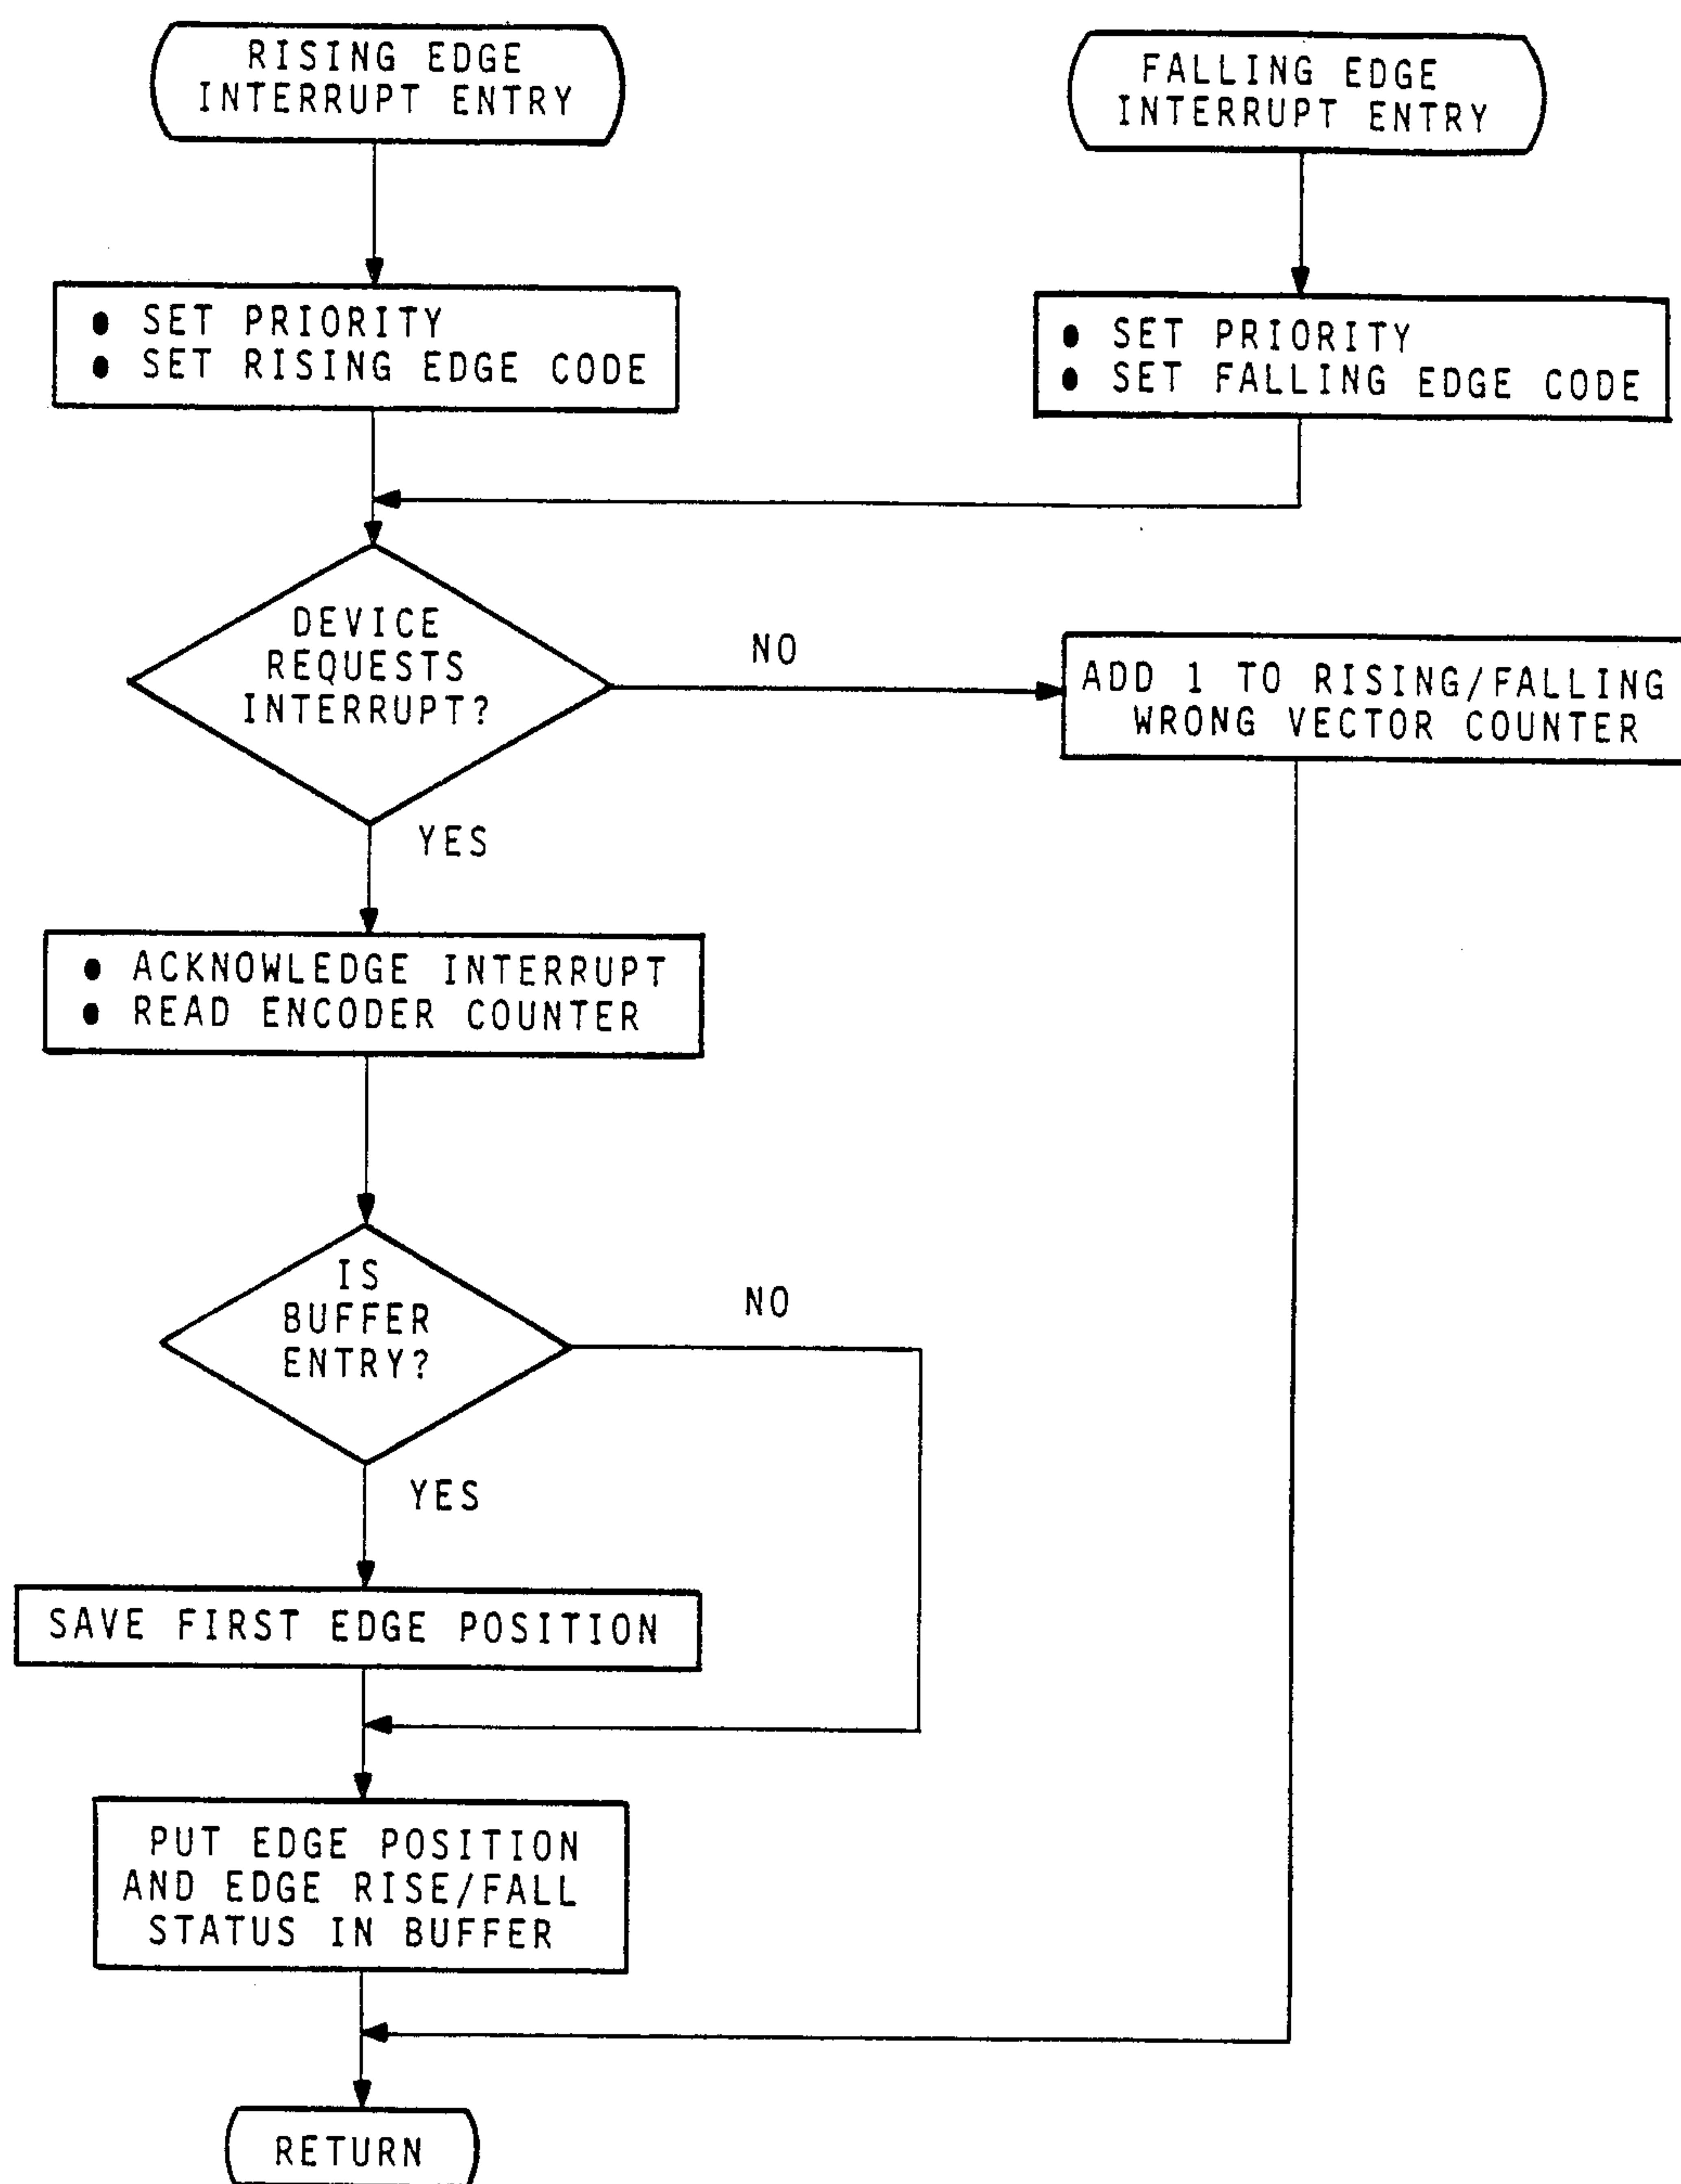 RISING EDGE
INTERRUPT ENTRY
FALLING EDGE
INTERRUPT ENTRY
● SET PRIORITY
● SET RISING EDGE CODE
● SET PRIORITY
● SET FALLING EDGE CODE
DEVICE
REQUESTS
INTERRUPT?
NO
ADD 1 TO RISING/FALLING
WRONG VECTOR COUNTER
YES
● ACKNOWLEDGE INTERRUPT
● READ ENCODER COUNTER
IS
BUFFER
ENTRY?
NO
YES
SAVE FIRST EDGE POSITION
PUT EDGE POSITION
AND EDGE RISE/FALL
STATUS IN BUFFER
RETURN